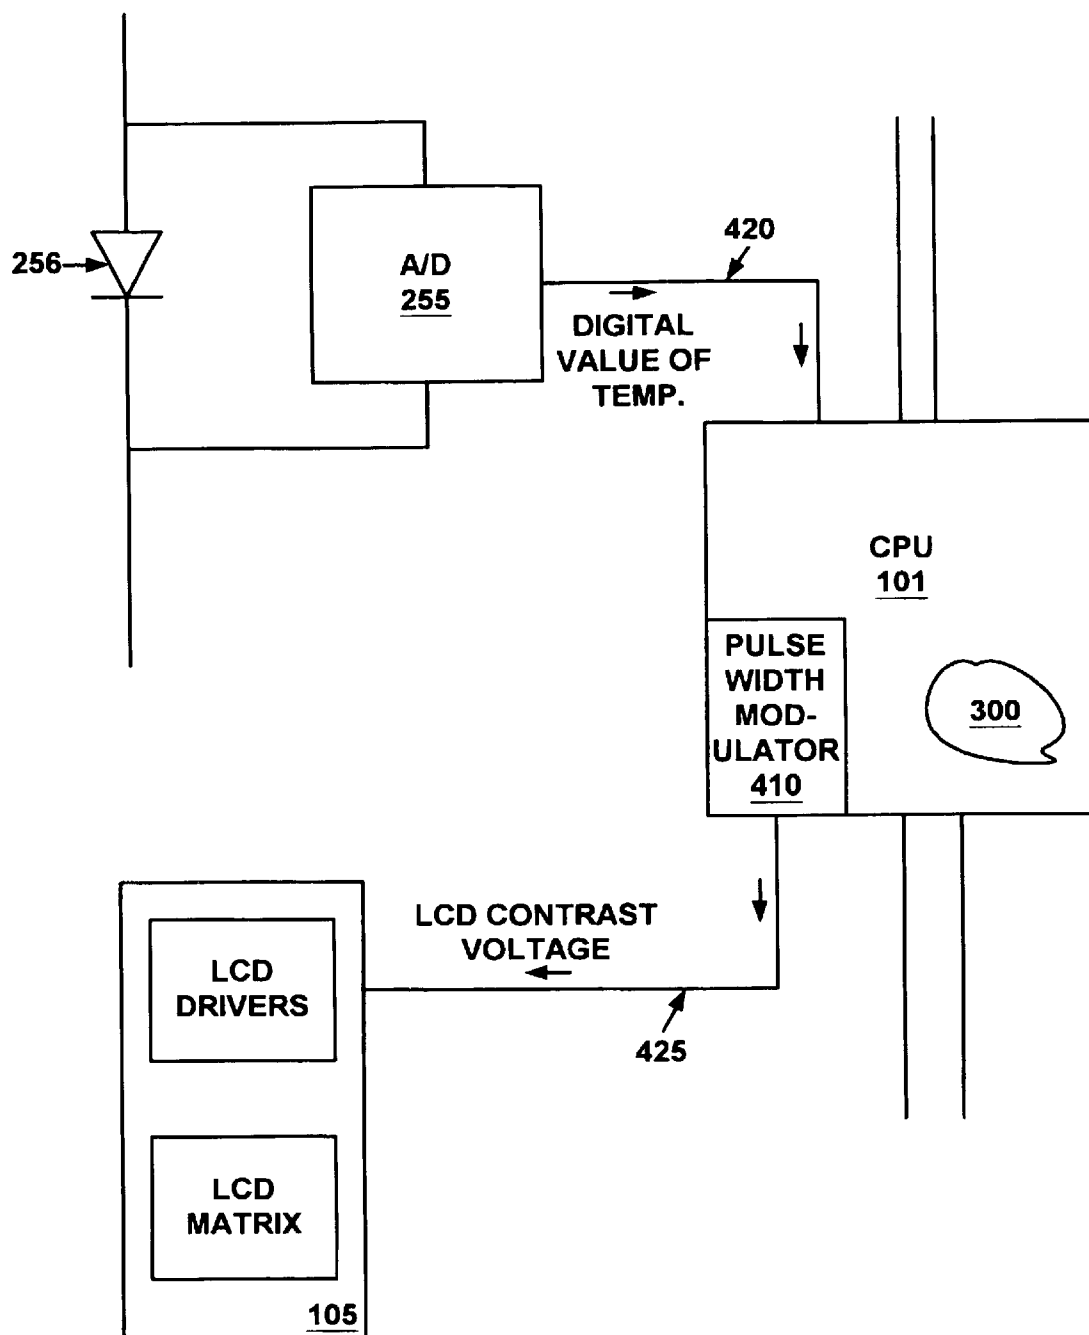 420
256
A/D
255
DIGITAL
VALUE OF
TEMP.
CPU
101
PULSE
WIDTH
MOD-
ULATOR
410
300
LCD CONTRAST
VOLTAGE
LCD
DRIVERS
425
LCD
MATRIX
105